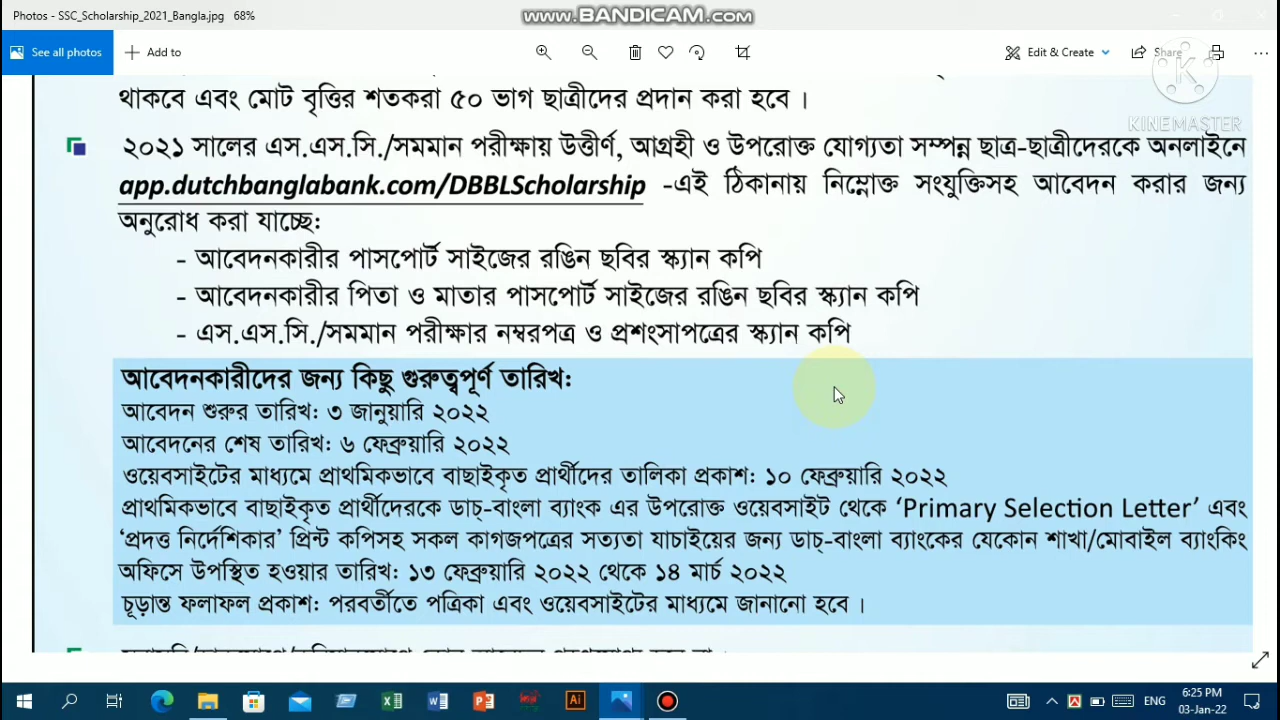 Photos - SSC_Scholarship_2021_Bangla.jpg 68%
www.BANDICAM.com
See all photos
Add to
Edit & Create
Share
K
KINEMASTER
থাকবে এবং মোট বৃত্তির শতকরা ৫০ ভাগ ছাত্রীদের প্রদান করা হবে ।
২০২১ সালের এস.এস.সি./সমমান পরীক্ষায় উত্তীর্ণ, আগ্রহী ও উপরোক্ত যোগ্যতা সম্পন্ন ছাত্র-ছাত্রীদেরকে অনলাইনে
app.dutchbanglabank.com/DBBLScholarship -এই ঠিকানায় নিম্নোক্ত সংযুক্তিসহ আবেদন করার জন্য
অনুরোধ করা যাচ্ছে:
- আবেদনকারীর পাসপোর্ট সাইজের রঙিন ছবির স্ক্যান কপি
- আবেদনকারীর পিতা ও মাতার পাসপোর্ট সাইজের রঙিন ছবির স্ক্যান কপি
- এস.এস.সি./সমমান পরীক্ষার নম্বরপত্র ও প্রশংসাপত্রের স্ক্যান কপি
আবেদনকারীদের জন্য কিছু গুরুত্বপূর্ণ তারিখ:
আবেদন শুরুর তারিখ: ৩ জানুয়ারি ২০২২
আবেদনের শেষ তারিখ: ৬ ফেব্রুয়ারি ২০২২
ওয়েবসাইটের মাধ্যমে প্রাথমিকভাবে বাছাইকৃত প্রার্থীদের তালিকা প্রকাশ: ১০ ফেব্রুয়ারি ২০২২
প্রাথমিকভাবে বাছাইকৃত প্রার্থীদেরকে ডাচ্-বাংলা ব্যাংক এর উপরোক্ত ওয়েবসাইট থেকে ‘Primary Selection Letter’ এবং
‘প্রদত্ত নির্দেশিকার’ প্রিন্ট কপিসহ সকল কাগজপত্রের সত্যতা যাচাইয়ের জন্য ডাচ্-বাংলা ব্যাংকের যেকোন শাখা/মোবাইল ব্যাংকিং
অফিসে উপস্থিত হওয়ার তারিখ: ১৩ ফেব্রুয়ারি ২০২২ থেকে ১৪ মার্চ ২০২২
চূড়ান্ত ফলাফল প্রকাশ: পরবর্তীতে পত্রিকা এবং ওয়েবসাইটের মাধ্যমে জানানো হবে ।
ENG
6:25 PM
03-Jan-22